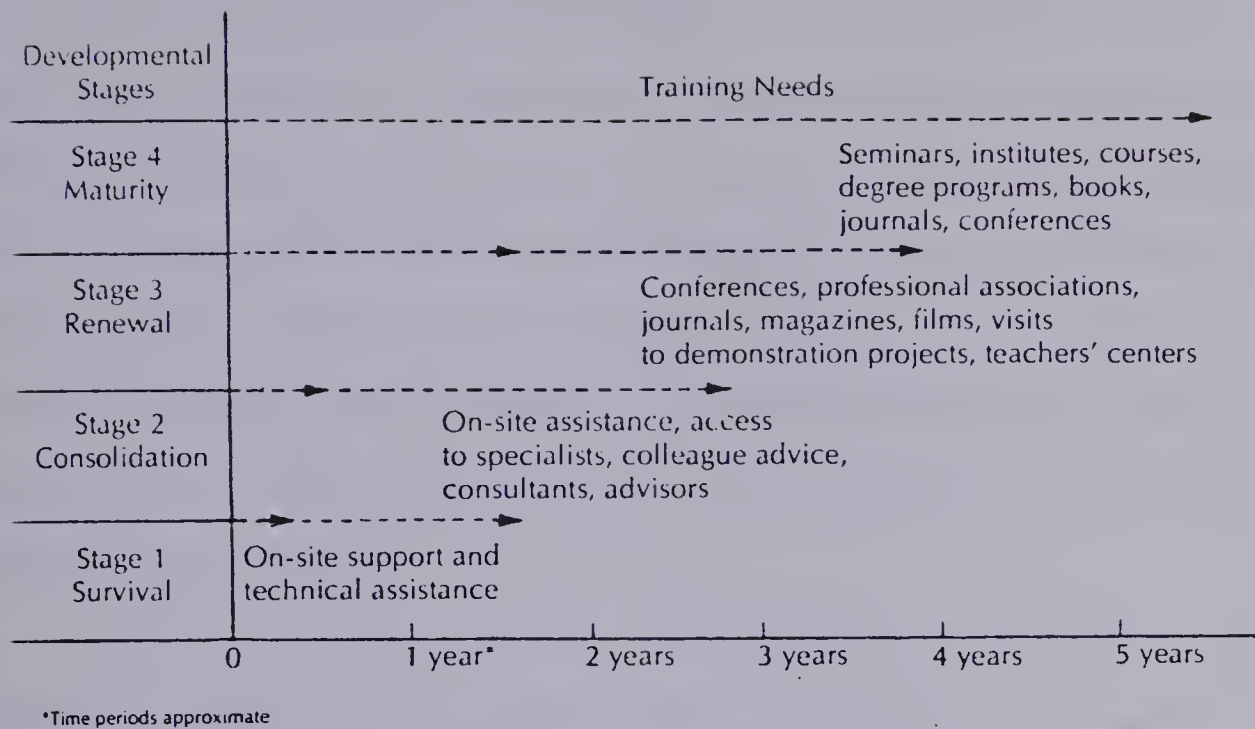 Developmental
Stages
Training Needs
Stage 4
Maturity
Seminars, institutes, courses,
degree programs, books,
journals, conferences
Stage 3
Renewal
Conferences, professional associations,
journals, magazines, films, visits
to demonstration projects, teachers' centers
Stage 2
Consolidation
On-site assistance, access
to specialists, colleague advice,
consultants, advisors
Stage 1
Survival
On-site support and
technical assistance
0 1 year* 2 years 3 years 4 years 5 years
*Time periods approximate